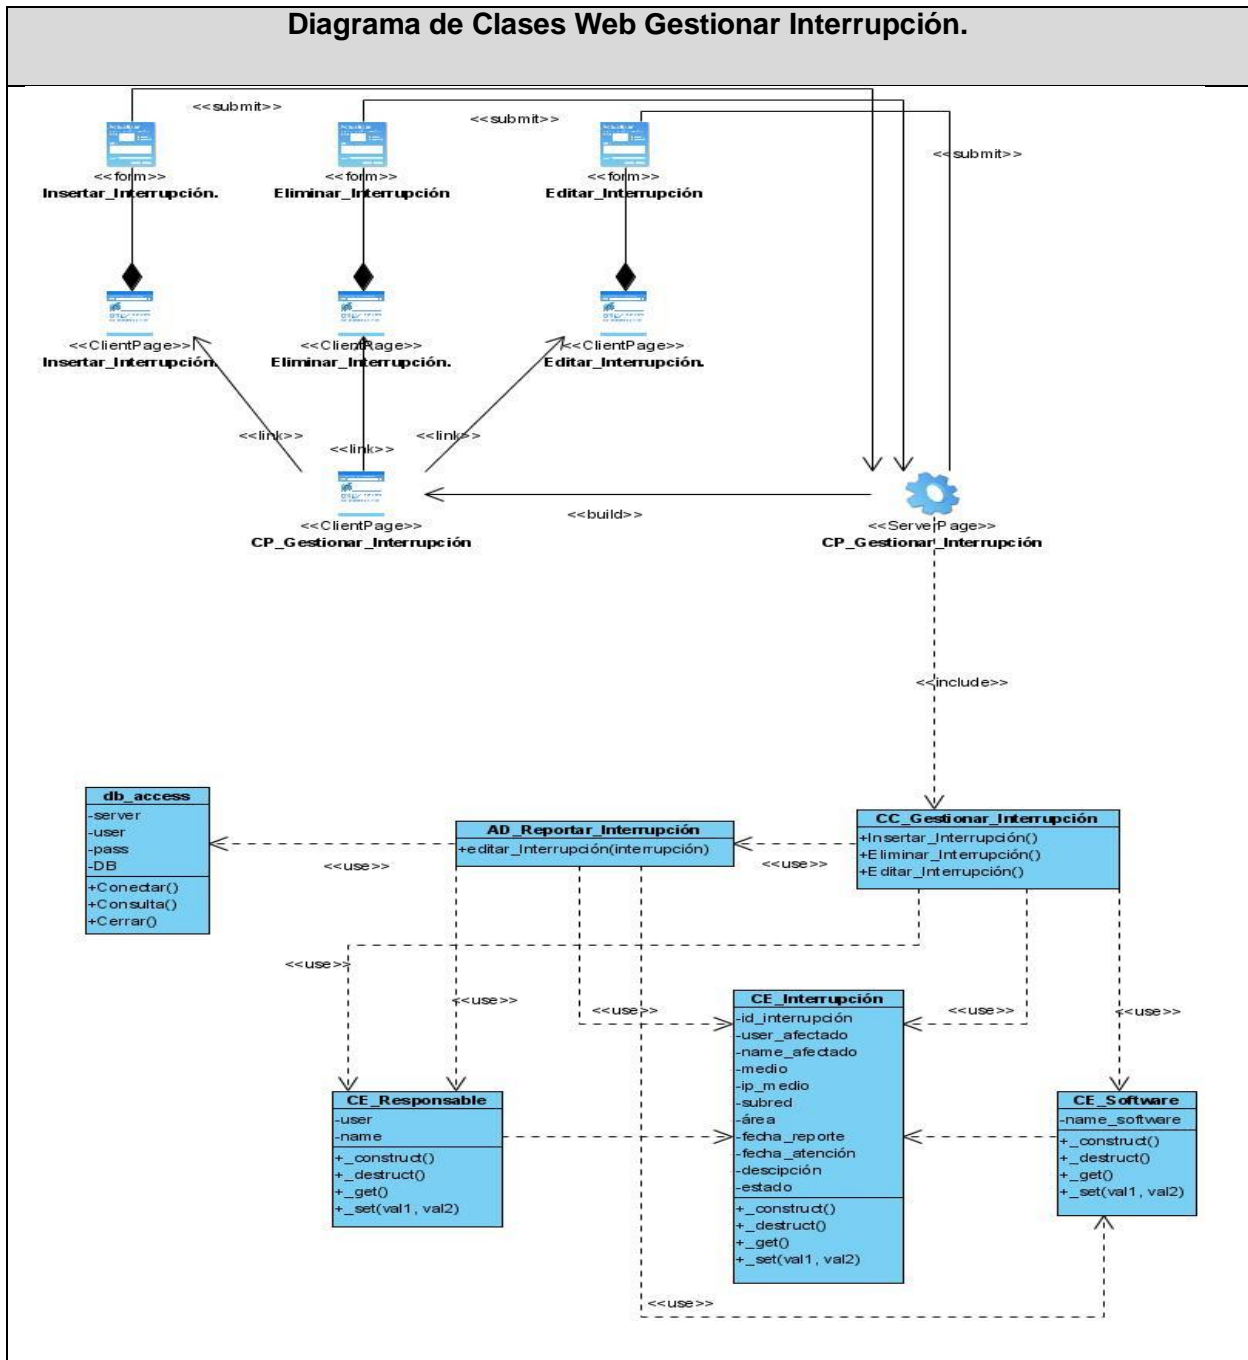 Diagrama de Clases Web Gestionar Interrupción.
<<submit>>
<<submit>>
<<submit>>
<<form>>
Insertar_Interrupción.
<<form>>
Eliminar_Interrupción
<<form>>
Editar_Interrupción
<<ClientPage>>
Insertar_Interrupción.
<<ClientPage>>
Eliminar_Interrupción.
<<ClientPage>>
Editar_Interrupción.
<<link>>
<<link>>
<<link>>
<<ClientPage>>
CP_Gestionar_Interrupción
<<build>>
<<ServerPage>>
CP_Gestionar_Interrupción
<<include>>
db_access
-server
-user
-pass
-DB
+Conectar()
+Consulta()
+Cerrar()
<<use>>
AD_Reportar_Interrupción
+editar_Interrupción(interrupción)
<<use>>
CC_Gestionar_Interrupción
+Insertar_Interrupción()
+Eliminar_Interrupción()
+Editar_Interrupción()
<<use>>
<<use>>
<<use>>
<<use>>
<<use>>
CE_Responsable
-user
-name
+_construct()
+_destruct()
+_get()
+_set(val1, val2)
CE_Interrupción
-id_interrupción
-user_afectado
-name_afectado
-medio
-ip_medio
-subred
-área
-fecha_reporte
-fecha_atención
-descipción
-estado
+_construct()
+_destruct()
+_get()
+_set(val1, val2)
CE_Software
-name_software
+_construct()
+_destruct()
+_get()
+_set(val1, val2)
<<use>>